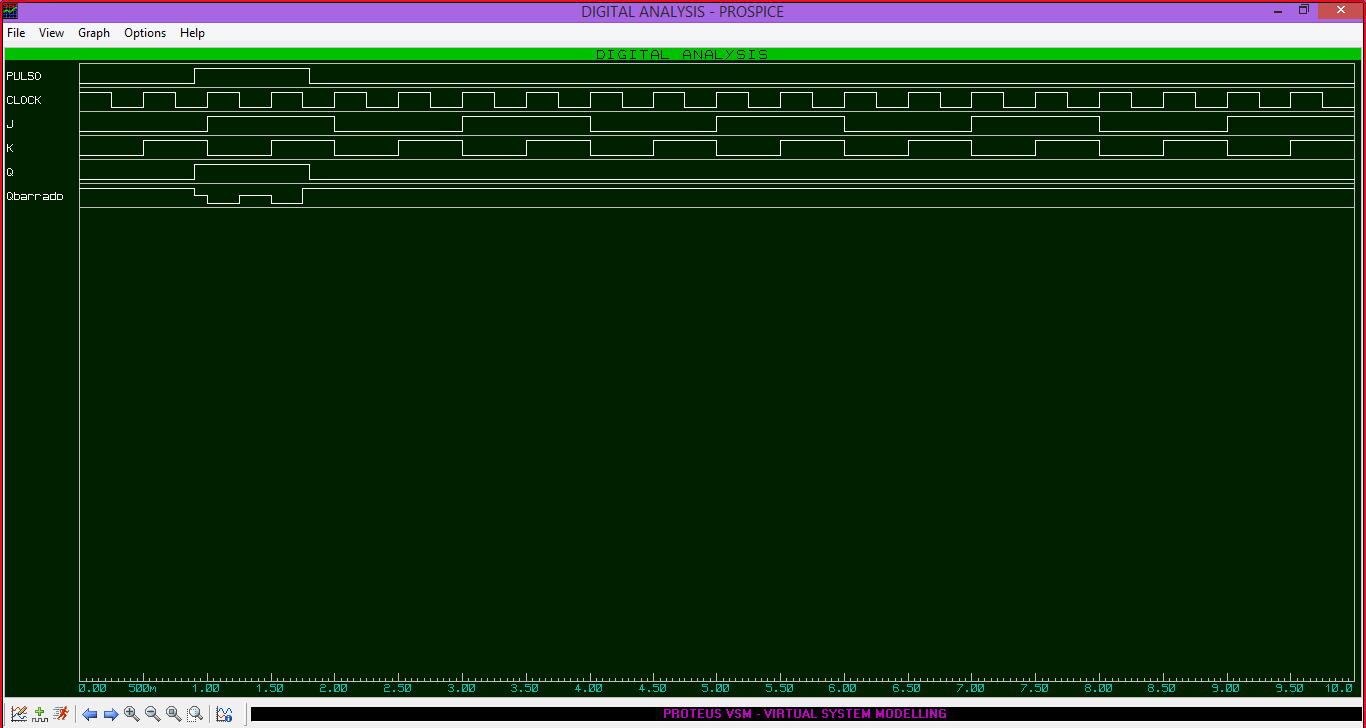 DIGITAL ANALYSIS - PROSPICE
File View Graph Options Help
DIGITAL ANALYSIS
PULSO
CLOCK
J
K
Q
Qbarrado
0.00 500m 1.00 1.50 2.00 2.50 3.00 3.50 4.00 4.50 5.00 5.50 6.00 6.50 7.00 7.50 8.00 8.50 9.00 9.50 10.0
PROTEUS VSM - VIRTUAL SYSTEM MODELLING